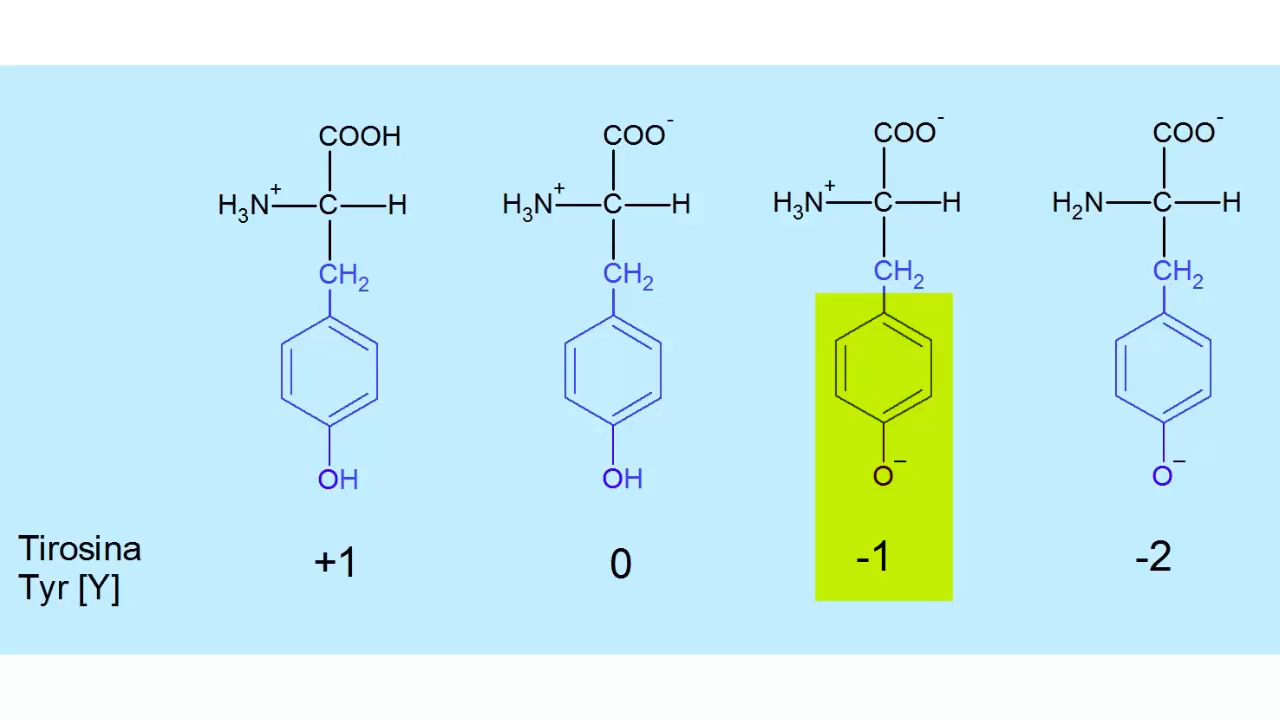 COOH COO⁻ COO⁻ COO⁻
H₃N⁺ C H H₃N⁺ C H H₃N⁺ C H H₂N C H
CH₂ CH₂ CH₂ CH₂
OH OH O⁻ O⁻
Tirosina
Tyr [Y] +1 0 -1 -2